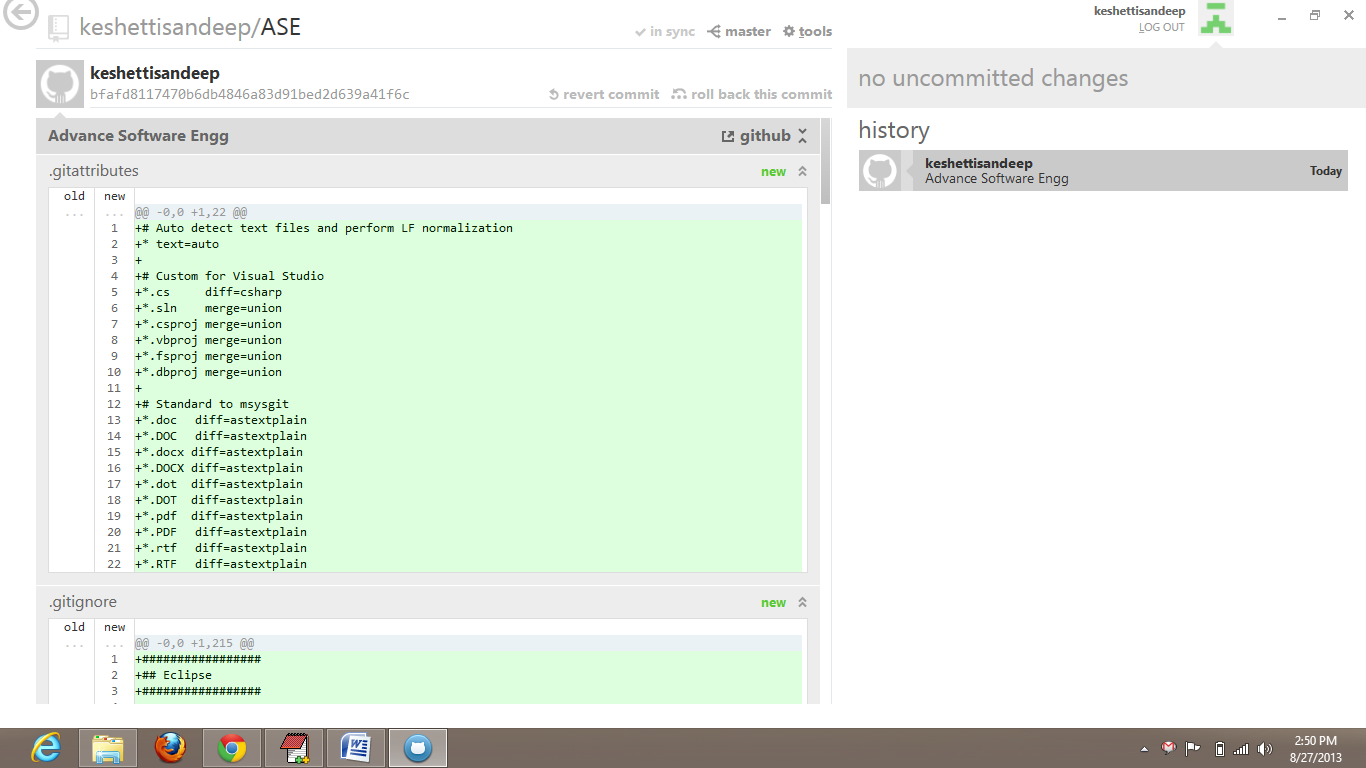 keshettisandeep/ASE
in sync master tools
keshettisandeep
LOG OUT
keshettisandeep
bfafd8117470b6db4846a83d91bed2d639a41f6c
revert commit roll back this commit
no uncommitted changes
history
keshettisandeep
Advance Software Engg
Today
Advance Software Engg github
.gitattributes new
old new
... ... @@ -0,0 +1,22 @@
1 +# Auto detect text files and perform LF normalization
2 +* text=auto
3 +
4 +# Custom for Visual Studio
5 +*.cs     diff=csharp
6 +*.sln    merge=union
7 +*.csproj merge=union
8 +*.vbproj merge=union
9 +*.fsproj merge=union
10 +*.dbproj merge=union
11 +
12 +# Standard to msysgit
13 +*.doc   diff=astextplain
14 +*.DOC   diff=astextplain
15 +*.docx diff=astextplain
16 +*.DOCX diff=astextplain
17 +*.dot  diff=astextplain
18 +*.DOT  diff=astextplain
19 +*.pdf  diff=astextplain
20 +*.PDF   diff=astextplain
21 +*.rtf   diff=astextplain
22 +*.RTF   diff=astextplain
.gitignore new
old new
... ... @@ -0,0 +1,215 @@
1 +#################
2 +## Eclipse
3 +#################
2:50 PM
8/27/2013